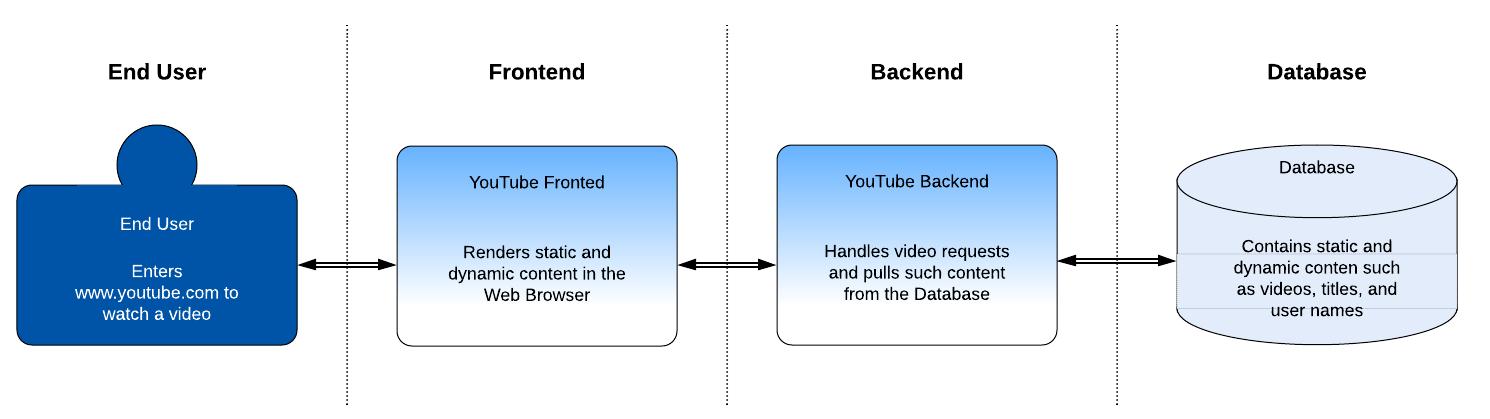 End User
Frontend
Backend
Database
End User
Enters
www.youtube.com to
watch a video
YouTube Fronted
Renders static and
dynamic content in the
Web Browser
YouTube Backend
Handles video requests
and pulls such content
from the Database
Database
Contains static and
dynamic conten such
as videos, titles, and
user names